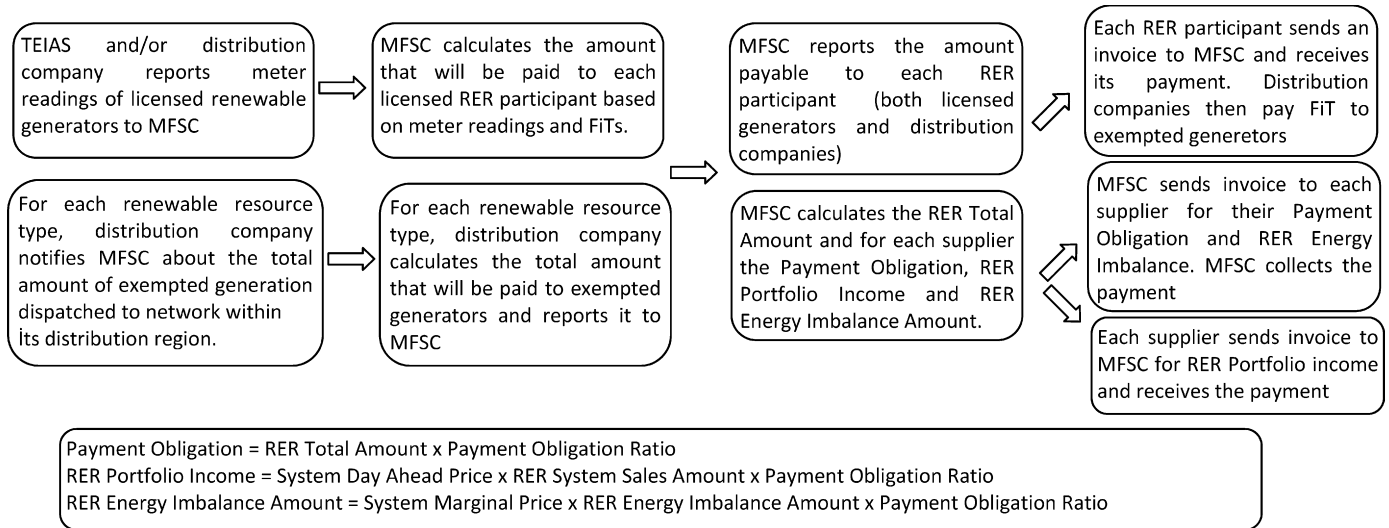 TEIAS and/or distribution
company reports meter
readings of licensed renewable
generators to MFSC
For each renewable resource
type, distribution company
notifies MFSC about the total
amount of exempted generation
dispatched to network within
İts distribution region.
MFSC calculates the amount
that will be paid to each
licensed RER participant based
on meter readings and FiTs.
For each renewable resource
type, distribution company
calculates the total amount
that will be paid to exempted
generators and reports it to
MFSC
MFSC reports the amount
payable to each RER
participant (both licensed
generators and distribution
companies)
MFSC calculates the RER Total
Amount and for each supplier
the Payment Obligation, RER
Portfolio Income and RER
Energy Imbalance Amount.
Each RER participant sends an
invoice to MFSC and receives
its payment. Distribution
companies then pay FiT to
exempted generetors
MFSC sends invoice to each
supplier for their Payment
Obligation and RER Energy
Imbalance. MFSC collects the
payment
Each supplier sends invoice to
MFSC for RER Portfolio income
and receives the payment
Payment Obligation = RER Total Amount x Payment Obligation Ratio
RER Portfolio Income = System Day Ahead Price x RER System Sales Amount x Payment Obligation Ratio
RER Energy Imbalance Amount = System Marginal Price x RER Energy Imbalance Amount x Payment Obligation Ratio